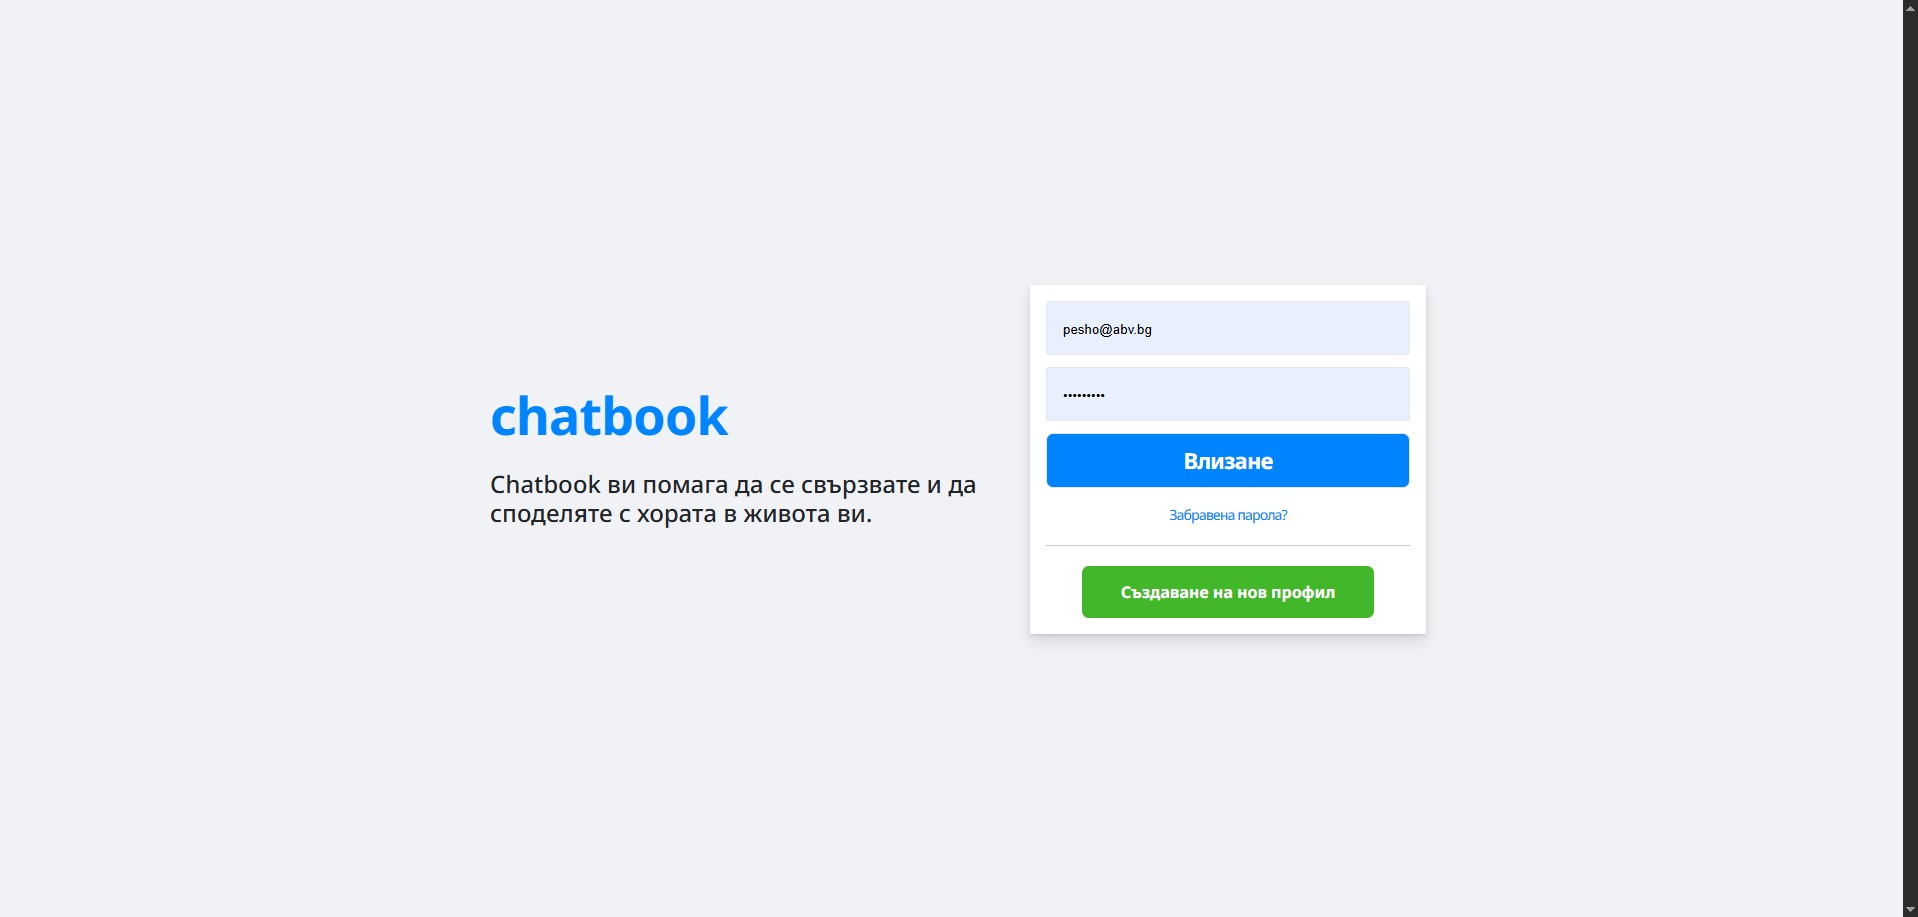 chatbook
Chatbook ви помага да се свързвате и да
споделяте с хората в живота ви.
pesho@abv.bg
•••••••••
Влизане
Забравена парола?
Създаване на нов профил